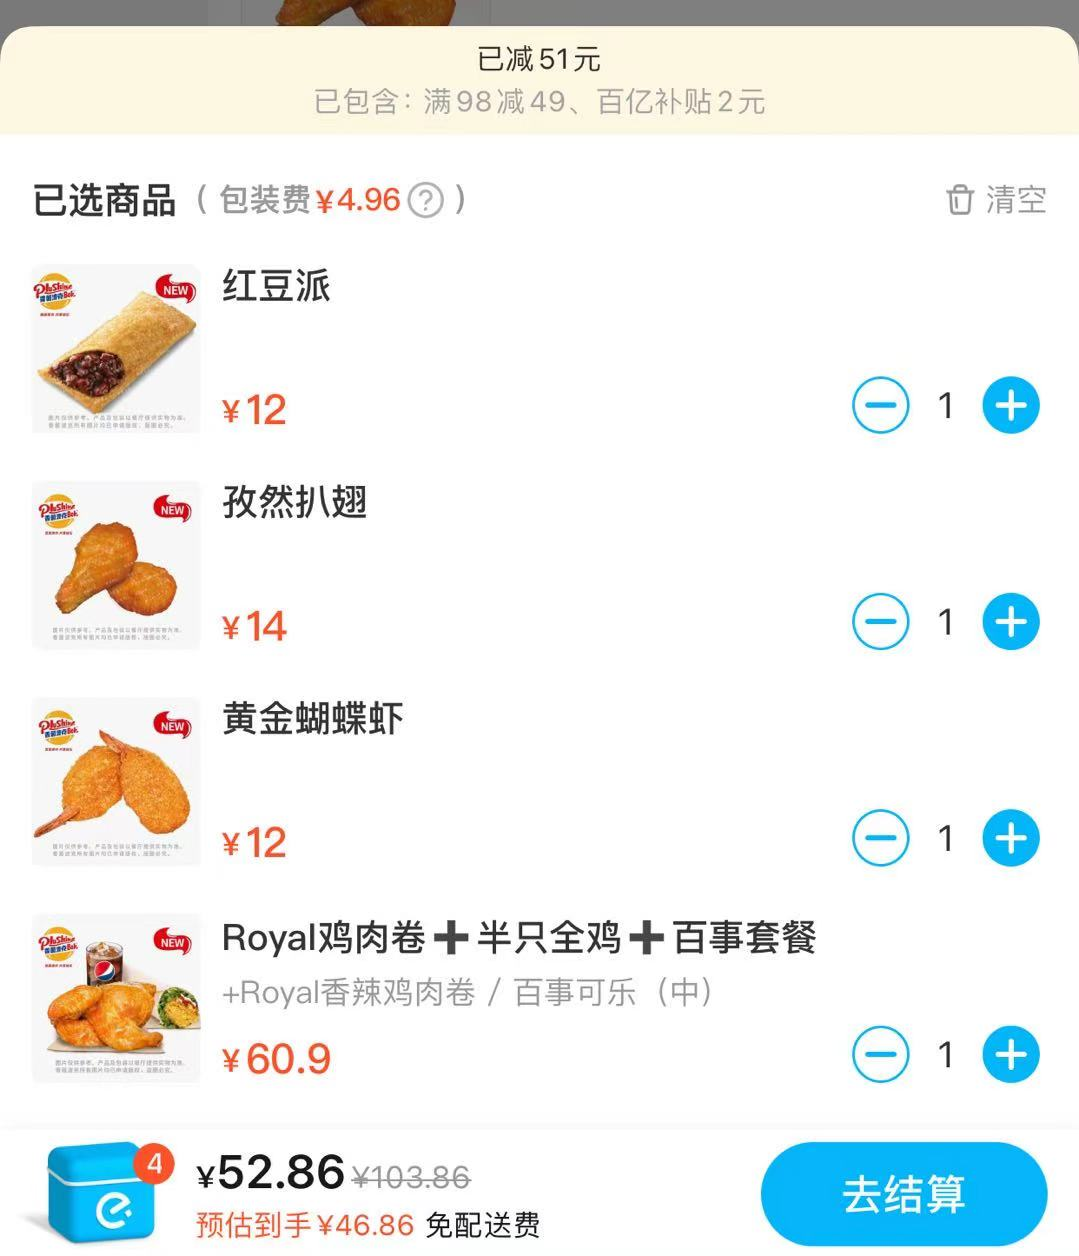 已减51元
已包含：满98减49、百亿补贴2元
已选商品（包装费¥4.96?）
清空
NEW
红豆派
¥12
1
NEW
孜然扒翅
¥14
1
NEW
黄金蝴蝶虾
¥12
1
NEW
Royal鸡肉卷➕半只全鸡➕百事套餐
+Royal香辣鸡肉卷 / 百事可乐（中）
¥60.9
1
4
¥52.86 ¥103.86
预估到手¥46.86 免配送费
去结算